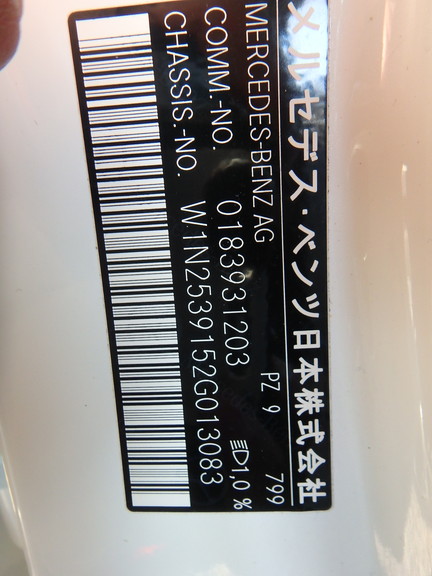 メルセデス・ベンツ日本株式会社
MERCEDES-BENZ AG PZ 9 799
COMM.-NO. 0183931203 1,0 %
CHASSIS.-NO. W1N2539152G013083